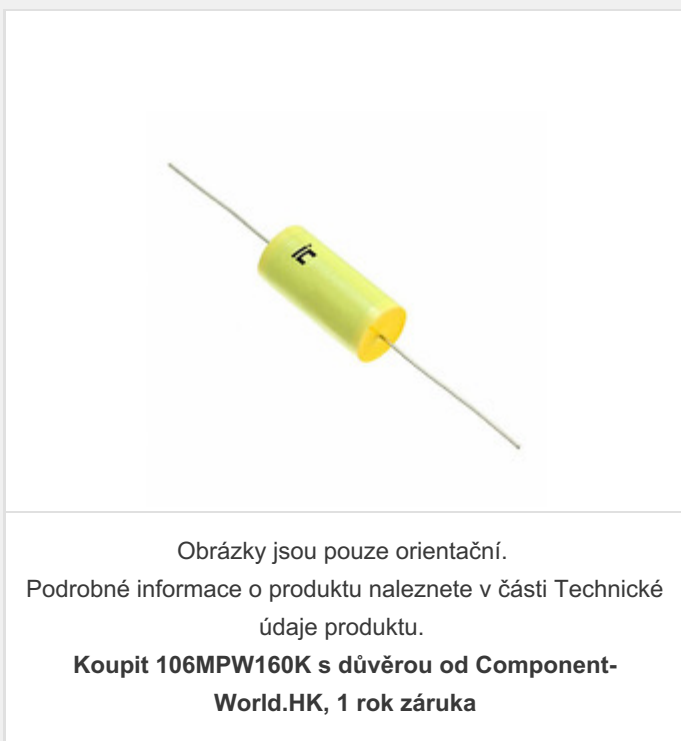 Obrázky jsou pouze orientační.
Podrobné informace o produktu naleznete v části Technické
údaje produktu.
Koupit 106MPW160K s důvěrou od Component-
World.HK, 1 rok záruka